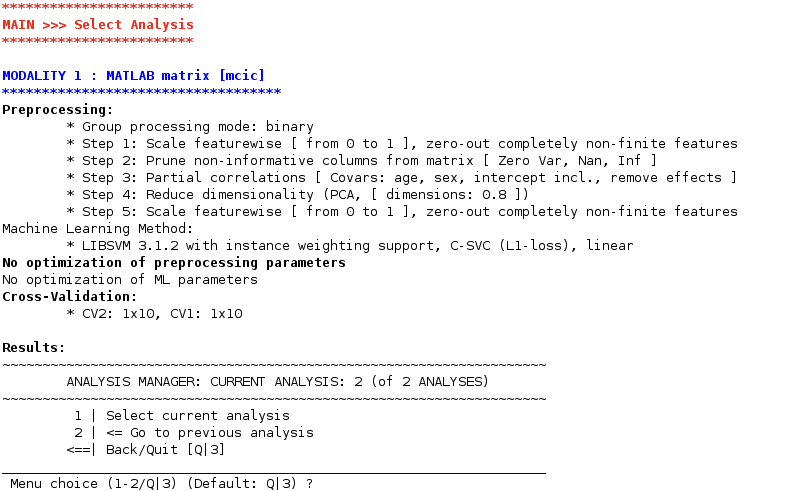 ************************
MAIN >>> Select Analysis
************************
MODALITY 1 : MATLAB matrix [mcic]
***********************************
Preprocessing:
* Group processing mode: binary
* Step 1: Scale featurewise [ from 0 to 1 ], zero-out completely non-finite features
* Step 2: Prune non-informative columns from matrix [ Zero Var, Nan, Inf ]
* Step 3: Partial correlations [ Covars: age, sex, intercept incl., remove effects ]
* Step 4: Reduce dimensionality (PCA, [ dimensions: 0.8 ])
* Step 5: Scale featurewise [ from 0 to 1 ], zero-out completely non-finite features
Machine Learning Method:
* LIBSVM 3.1.2 with instance weighting support, C-SVC (L1-loss), linear
No optimization of preprocessing parameters
No optimization of ML parameters
Cross-Validation:
* CV2: 1x10, CV1: 1x10
Results:
~~~~~~~~~~~~~~~~~~~~~~~~~~~~~~~~~~~~~~~~~~~~~~~~~~~~~~~~~~~~~~~~~~~~
ANALYSIS MANAGER: CURRENT ANALYSIS: 2 (of 2 ANALYSES)
~~~~~~~~~~~~~~~~~~~~~~~~~~~~~~~~~~~~~~~~~~~~~~~~~~~~~~~~~~~~~~~~~~~~
1 | Select current analysis
2 | <= Go to previous analysis
<==| Back/Quit [Q|3]
____________________________________________________________________
Menu choice (1-2/Q|3) (Default: Q|3) ?